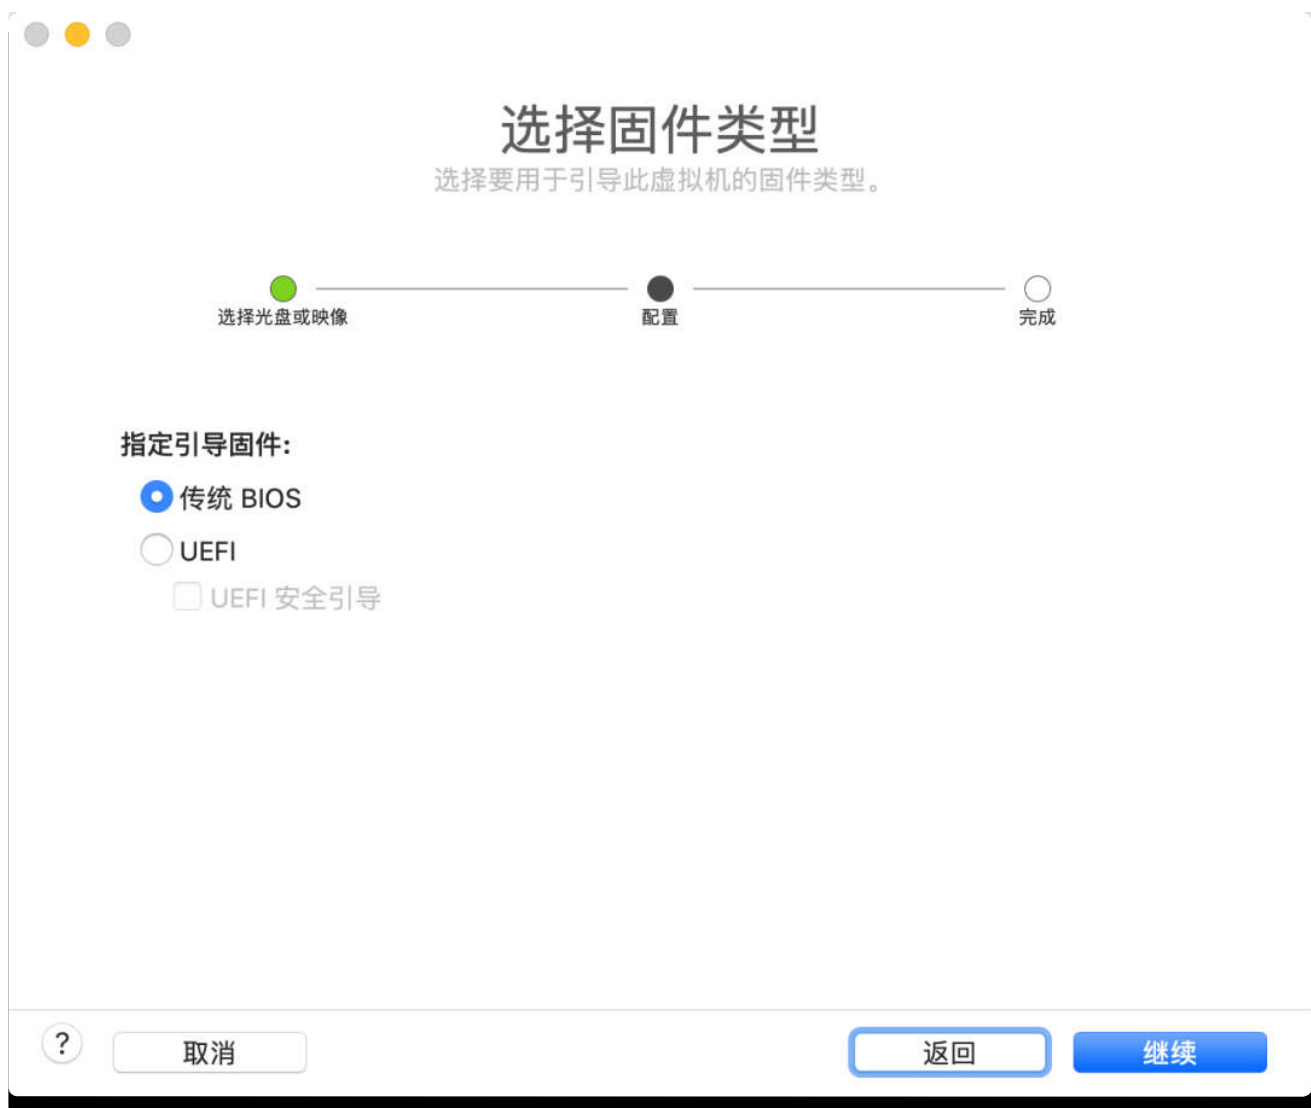 选择固件类型
选择要用于引导此虚拟机的固件类型。
选择光盘或映像
配置
完成
指定引导固件:
传统 BIOS
UEFI
UEFI 安全引导
?
取消
返回
继续